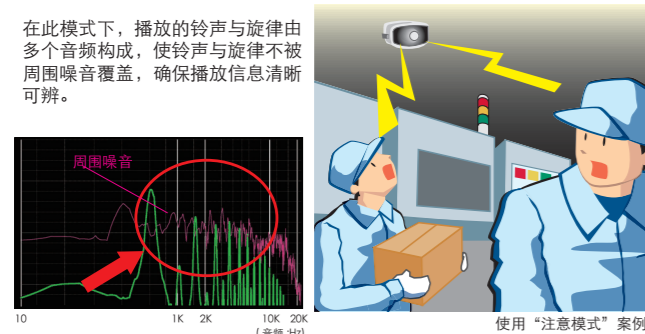 在此模式下，播放的铃声与旋律由
多个音频构成，使铃声与旋律不被
周围噪音覆盖，确保播放信息清晰
可辨。
周围噪音
10 1K 2K 10K 20K
(音频:Hz)
使用“注意模式”案例